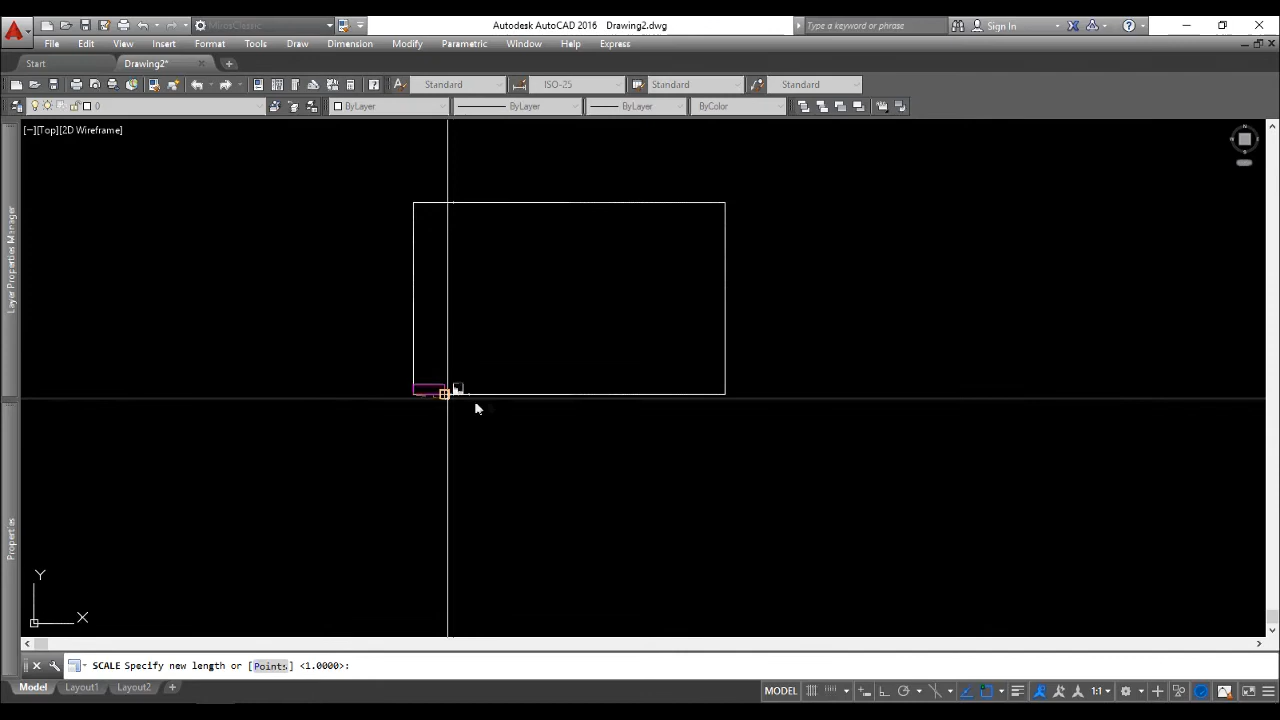 Autodesk AutoCAD 2016 Drawing2.dwg
Type a keyword or phrase
Sign In
File Edit View Insert Format Tools Draw Dimension Modify Parametric Window Help Express
Start Drawing2*
Standard ISO-25 Standard Standard
0 ByLayer ByLayer ByLayer ByColor
[−][Top][2D Wireframe]
N
Layer Properties Manager
Properties
Y
X
SCALE Specify new length or [Points] <1.0000>:
Model Layout1 Layout2
MODEL 1:1